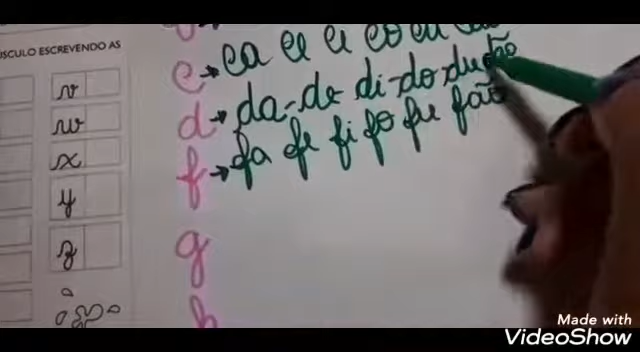 USCULO ESCREVENDO AS
v
w
x
y
z
c → ca ce ci co cu
d → da-de di-do du dão
f → fa fe fi fo fu fão
g
h
Made with
VideoShow